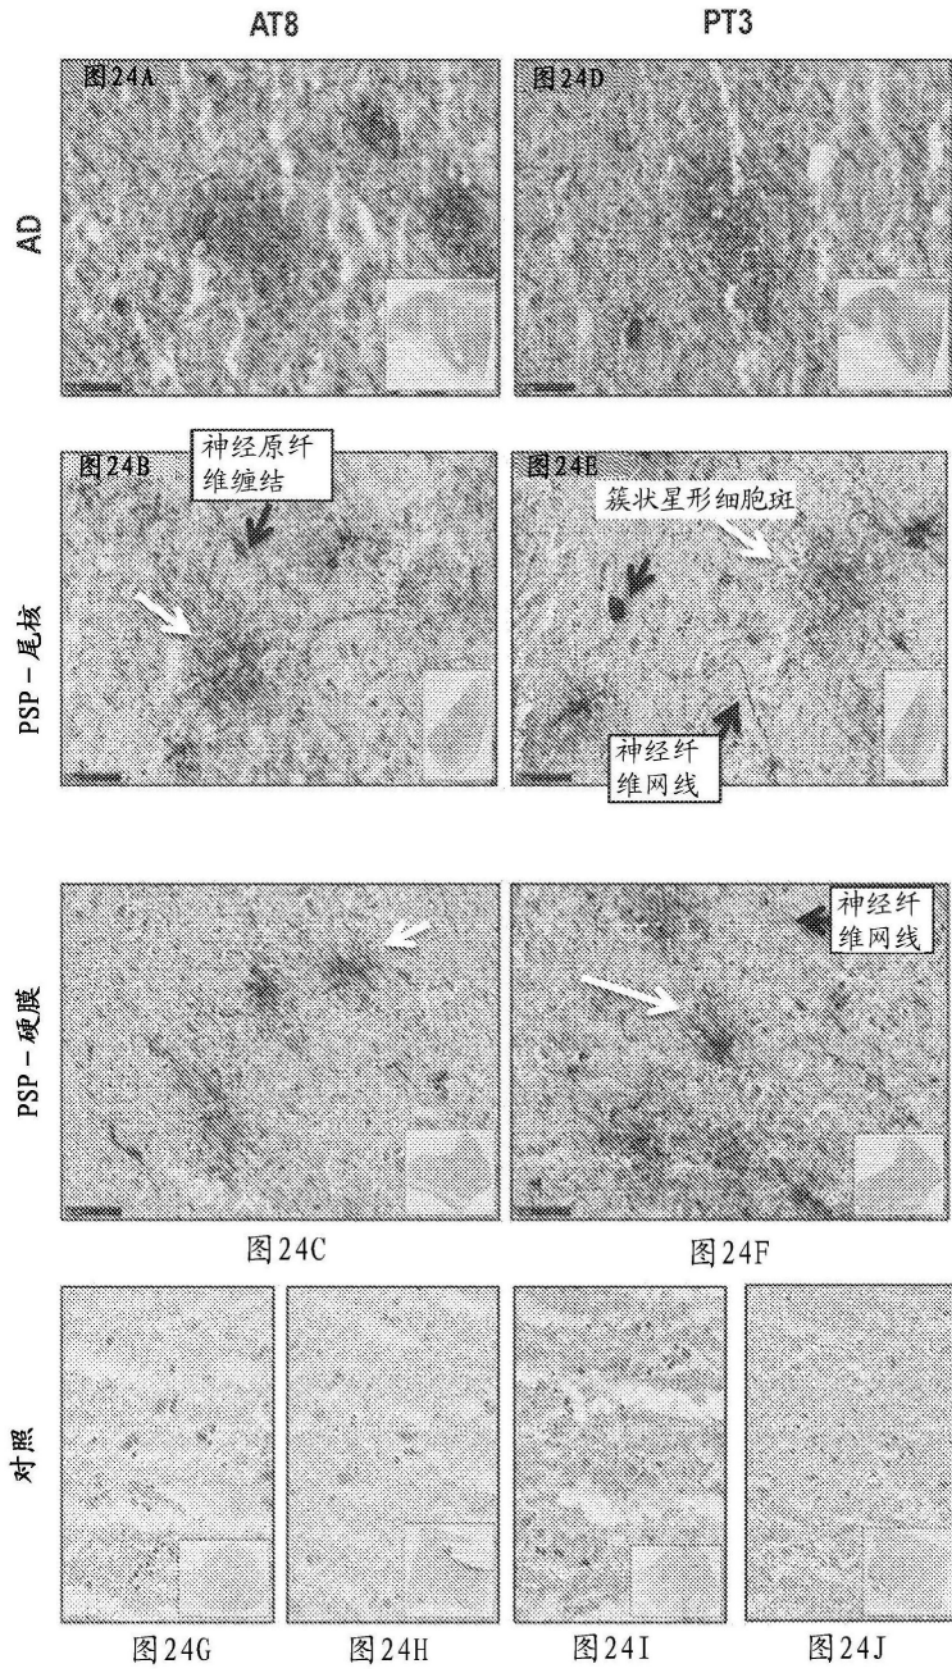 AT8
PT3
AD
图24A
图24D
PSP-尾核
图24B
神经原纤
维缠结
图24E
簇状星形细胞斑
神经纤
维网线
PSP-硬膜
神经纤
维网线
图24C
图24F
对照
图24G
图24H
图24I
图24J